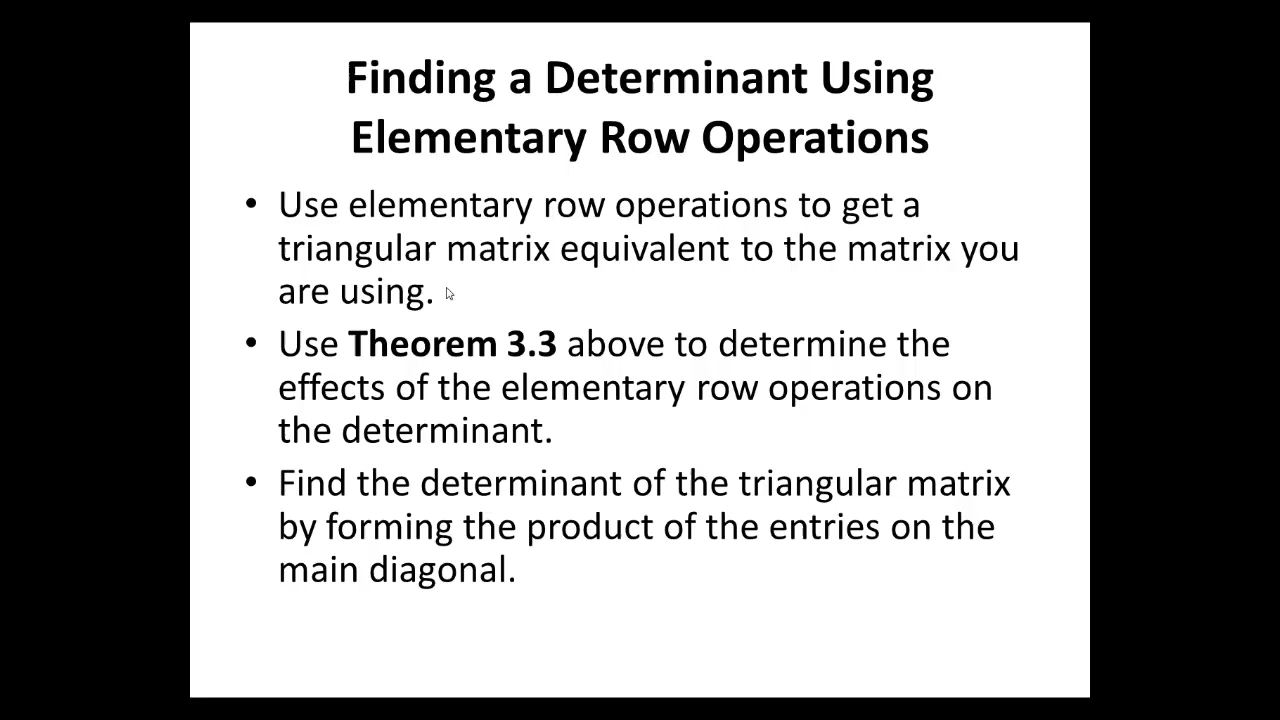 Finding a Determinant Using
Elementary Row Operations
• Use elementary row operations to get a
triangular matrix equivalent to the matrix you
are using.
• Use Theorem 3.3 above to determine the
effects of the elementary row operations on
the determinant.
• Find the determinant of the triangular matrix
by forming the product of the entries on the
main diagonal.